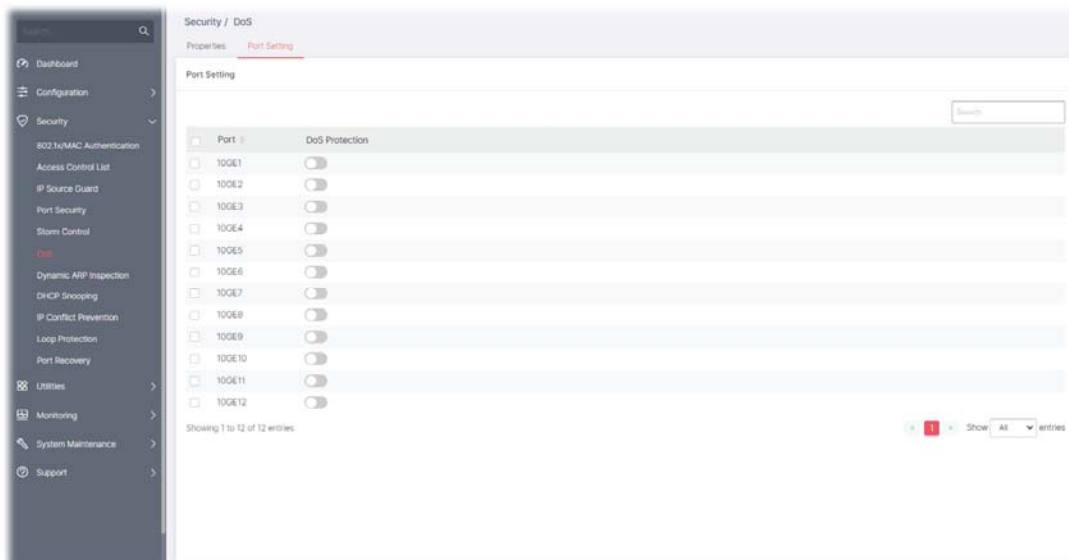 Search
Dashboard
Configuration
Security
802.1x/MAC Authentication
Access Control List
IP Source Guard
Port Security
Storm Control
DoS
Dynamic ARP Inspection
DHCP Snooping
IP Conflict Prevention
Loop Protection
Port Recovery
Utilities
Monitoring
System Maintenance
Support
Security / DoS
Properties Port Setting
Port Setting
Search
Port DoS Protection
10GE1
10GE2
10GE3
10GE4
10GE5
10GE6
10GE7
10GE8
10GE9
10GE10
10GE11
10GE12
Showing 1 to 12 of 12 entries
« 1 » Show All entries